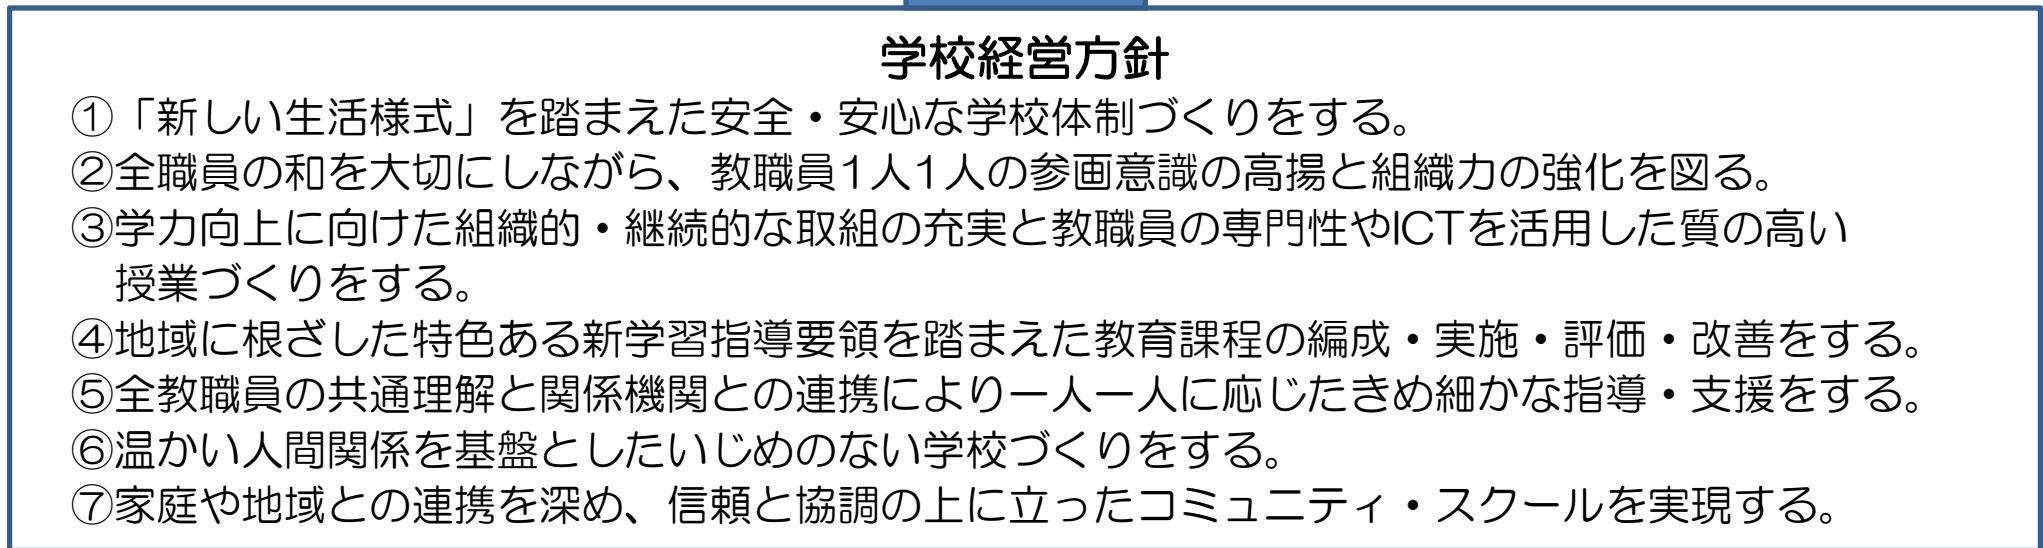 学校経営方針
①「新しい生活様式」を踏まえた安全・安心な学校体制づくりをする。
②全職員の和を大切にしながら、教職員1人1人の参画意識の高揚と組織力の強化を図る。
③学力向上に向けた組織的・継続的な取組の充実と教職員の専門性やICTを活用した質の高い
授業づくりをする。
④地域に根ざした特色ある新学習指導要領を踏まえた教育課程の編成・実施・評価・改善をする。
⑤全教職員の共通理解と関係機関との連携により一人一人に応じたきめ細かな指導・支援をする。
⑥温かい人間関係を基盤としたいじめのない学校づくりをする。
⑦家庭や地域との連携を深め、信頼と協調の上に立ったコミュニティ・スクールを実現する。